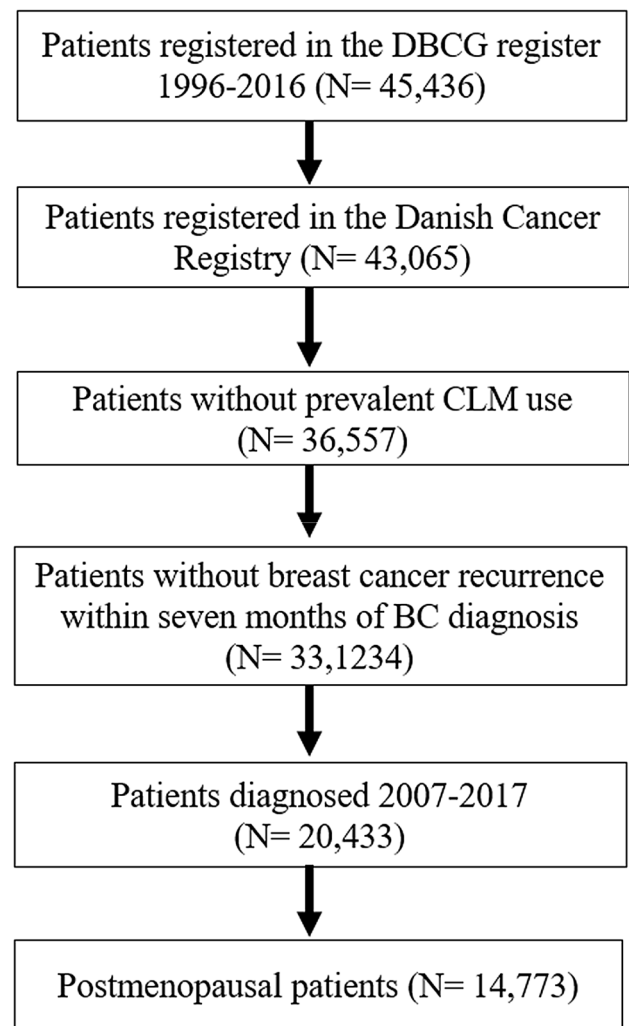 Patients registered in the DBCG register
1996-2016 (N= 45,436)
Patients registered in the Danish Cancer
Registry (N= 43,065)
Patients without prevalent CLM use
(N= 36,557)
Patients without breast cancer recurrence
within seven months of BC diagnosis
(N= 33,1234)
Patients diagnosed 2007-2017
(N= 20,433)
Postmenopausal patients (N= 14,773)